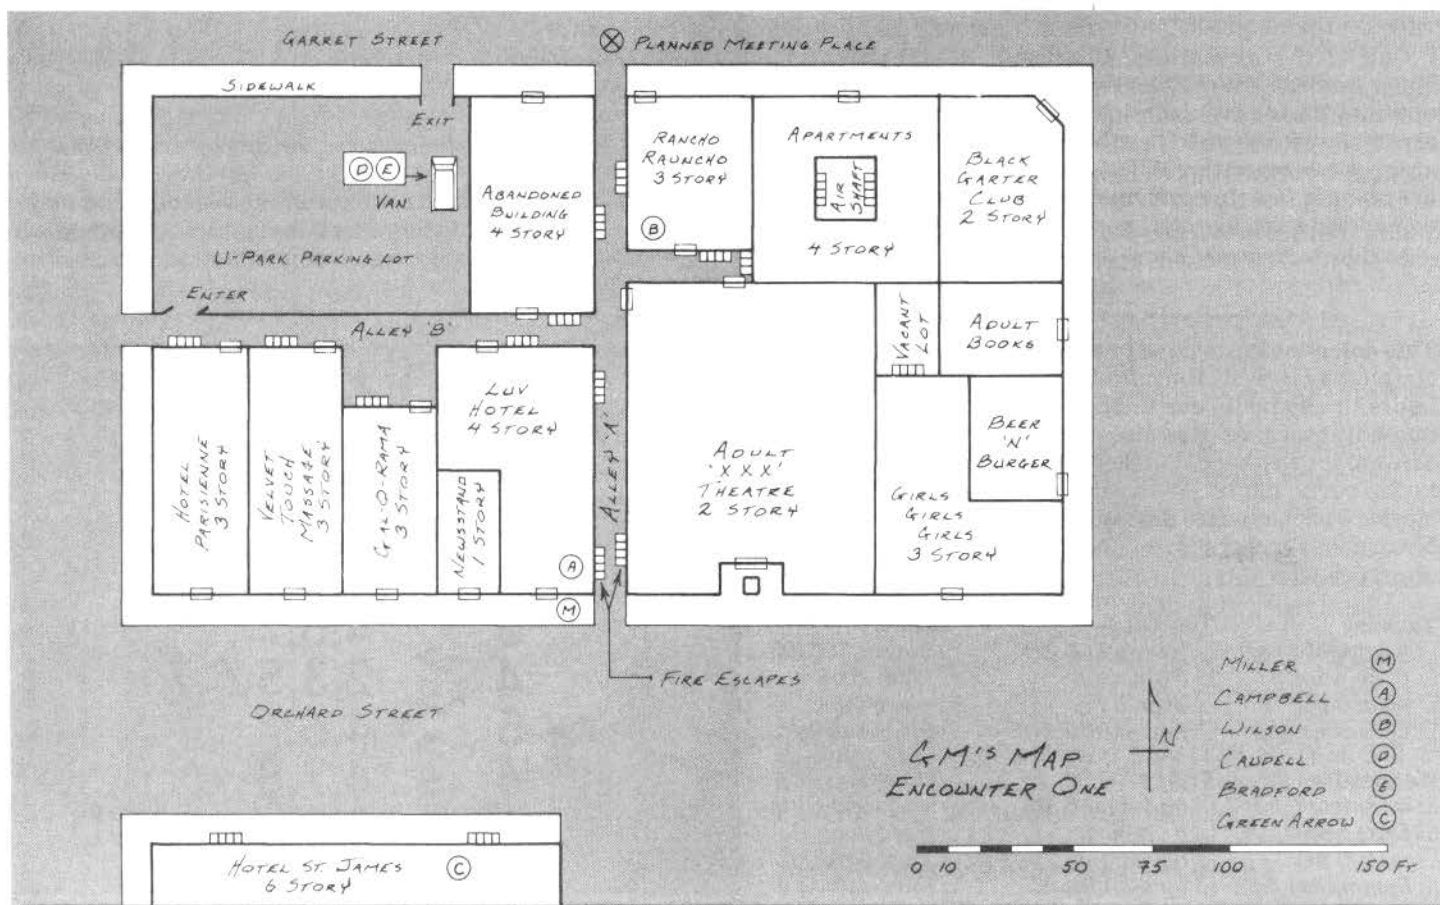 GARRET STREET
PLANNED MEETING PLACE
SIDEWALK
EXIT
D E
VAN
U-PARK PARKING LOT
ENTER
ABANDONED
BUILDING
4 STORY
RANCHO
RAUNCHO
3 STORY
B
APARTMENTS
AIR
SHAFT
4 STORY
BLACK
GARTER
CLUB
2 STORY
ALLEY 'B'
VACANT
LOT
ADULT
BOOKS
HOTEL
PARISIENNE
3 STORY
VELVET
TOUCH
MASSAGE
3 STORY
GAL-O-RAMA
3 STORY
LUV
HOTEL
4 STORY
NEWSSTAND
1 STORY
A
M
ALLEY 'A'
ADULT
'XXX'
THEATRE
2 STORY
BEER
'N'
BURGER
GIRLS
GIRLS
GIRLS
3 STORY
FIRE ESCAPES
ORCHARD STREET
HOTEL ST. JAMES
6 STORY
C
GM'S MAP
ENCOUNTER ONE
N
MILLER M
CAMPBELL A
WILSON B
CAUDELL D
BRADFORD E
GREEN ARROW C
0 10 50 75 100 150 FT